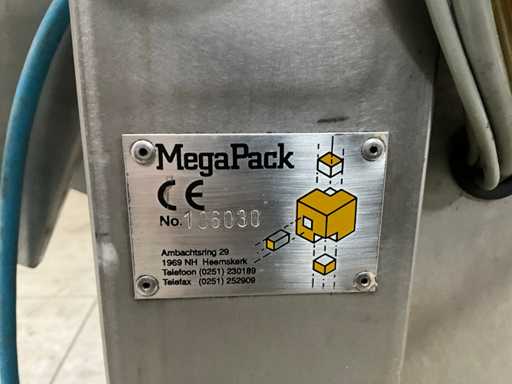 MegaPack
CE
No. 106030
Ambachtsring 29
1969 NH Heemskerk
Telefoon (0251) 230189
Telefax (0251) 252909